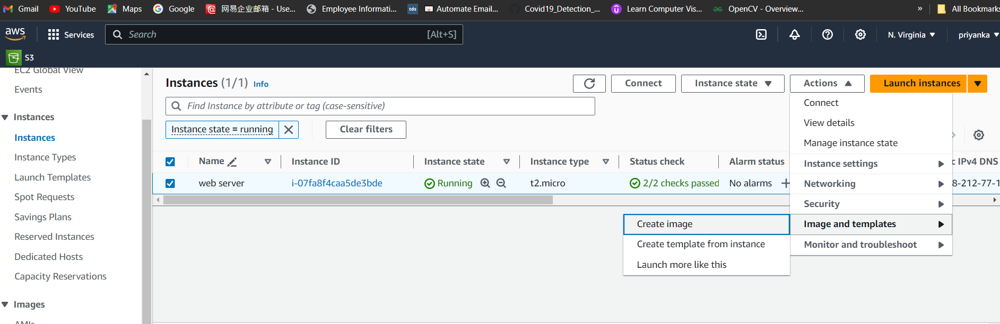 Gmail YouTube Maps Google 网易企业邮箱 - Use... Employee Informati... tds Automate Email... Covid19_Detection_... Learn Computer Vis... OpenCV - Overview... » All Bookmarks
aws Services Search [Alt+S] N. Virginia priyanka
S3
EC2 Global View
Events
Instances
Instances
Instance Types
Launch Templates
Spot Requests
Savings Plans
Reserved Instances
Dedicated Hosts
Capacity Reservations
Images
AMIs
Instances (1/1) Info Connect Instance state Actions Launch instances
Find Instance by attribute or tag (case-sensitive)
Instance state = running Clear filters
Name Instance ID Instance state Instance type Status check Alarm status c IPv4 DNS
web server i-07fa8f4caa5de3bde Running t2.micro 2/2 checks passed No alarms 8-212-77-1
Connect
View details
Manage instance state
Instance settings
Networking
Security
Image and templates
Monitor and troubleshoot
Create image
Create template from instance
Launch more like this